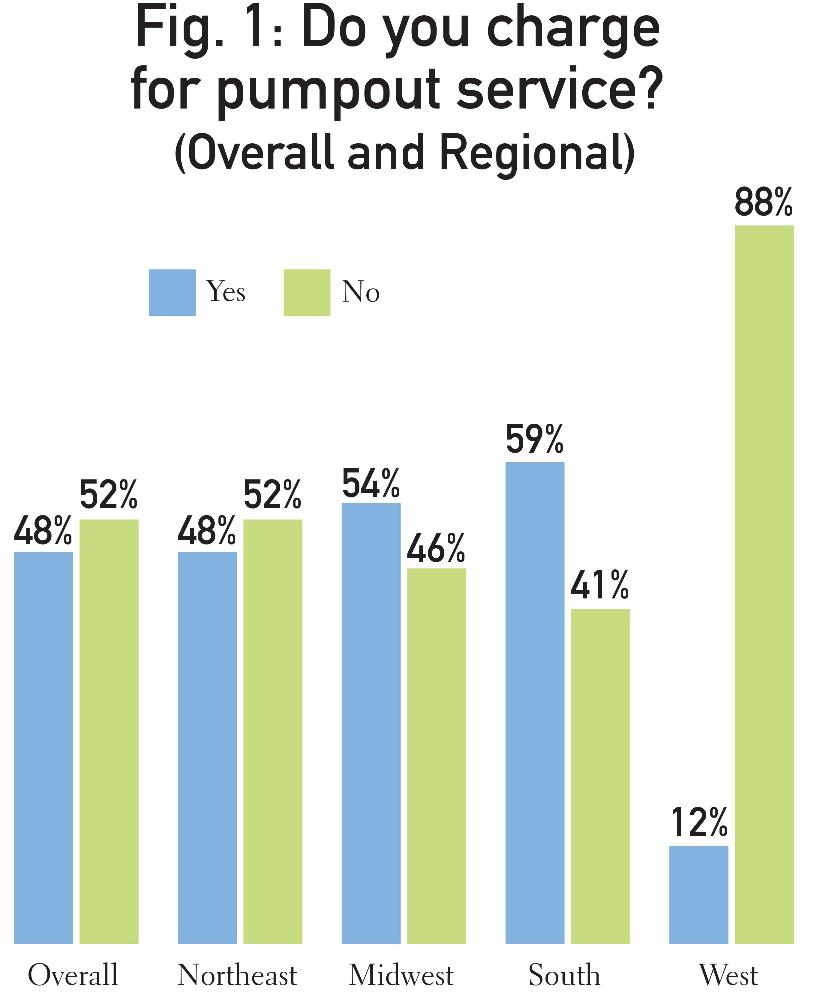 Fig. 1: Do you charge
for pumpout service?
(Overall and Regional)
Yes No
48% 52% 48% 52% 54% 46% 59% 41% 12% 88%
Overall Northeast Midwest South West